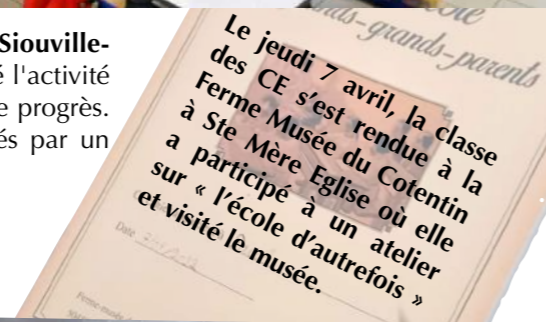 Siouville-
é l'activité
e progrès.
és par un
ole
ds-grands-parents
Le jeudi 7 avril, la classe
des CE s'est rendue à la
Ferme Musée du Cotentin
à Ste Mère Eglise où elle
a participé à un atelier
sur « l'école d'autrefois »
et visité le musée.
Date